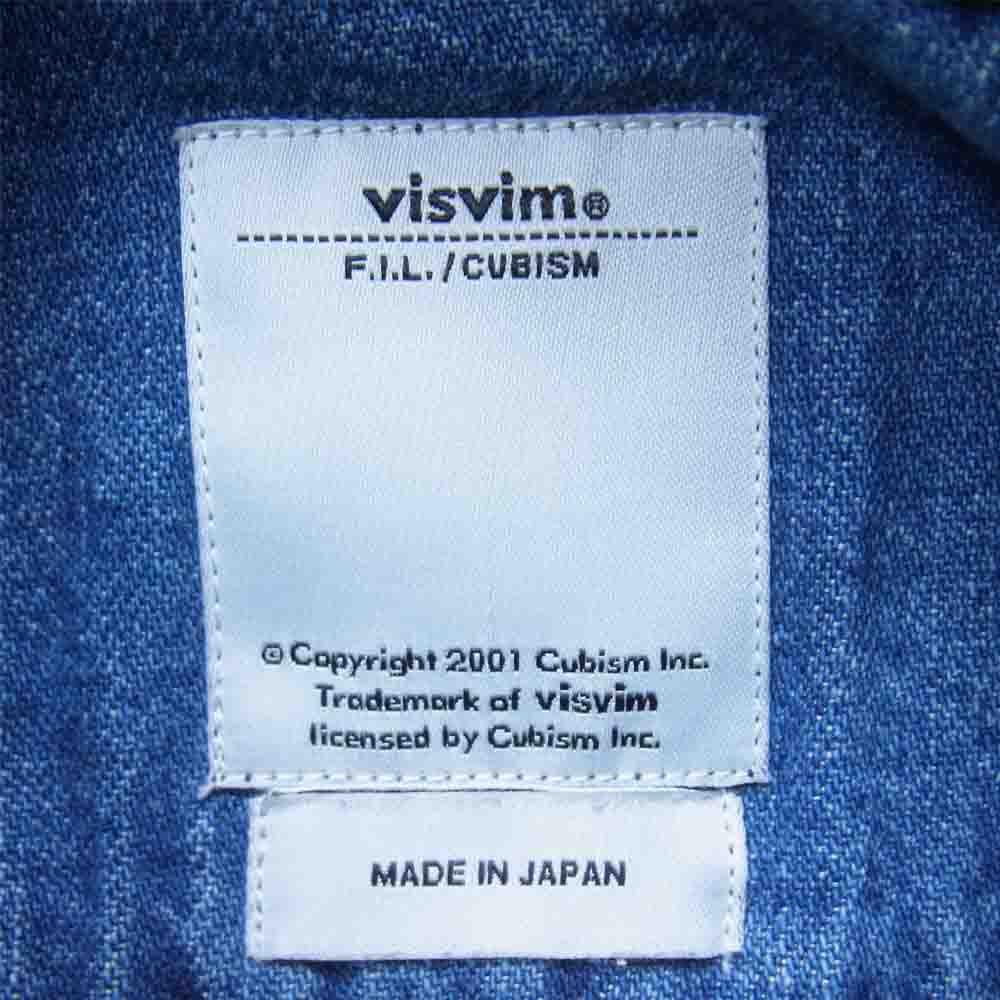 visvim®
F.I.L./CUBISM
© Copyright 2001 Cubism Inc.
Trademark of visvim
licensed by Cubism Inc.
MADE IN JAPAN